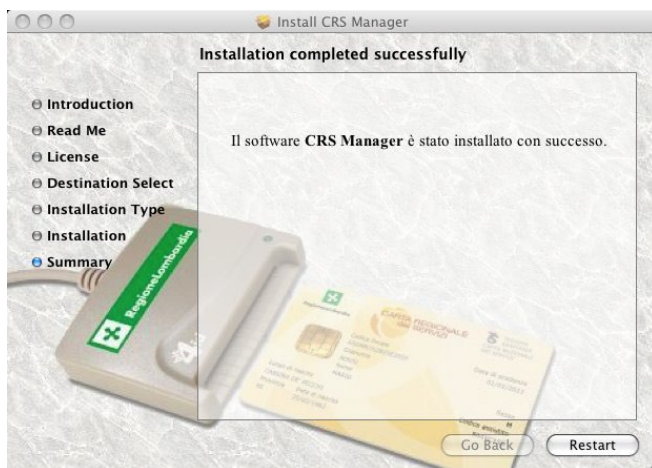 Install CRS Manager
Installation completed successfully
Introduction
Read Me
License
Destination Select
Installation Type
Installation
Summary
Il software CRS Manager è stato installato con successo.
RegioneLombardia
CARTA REGIONALE
DEI SERVIZI
Go Back
Restart